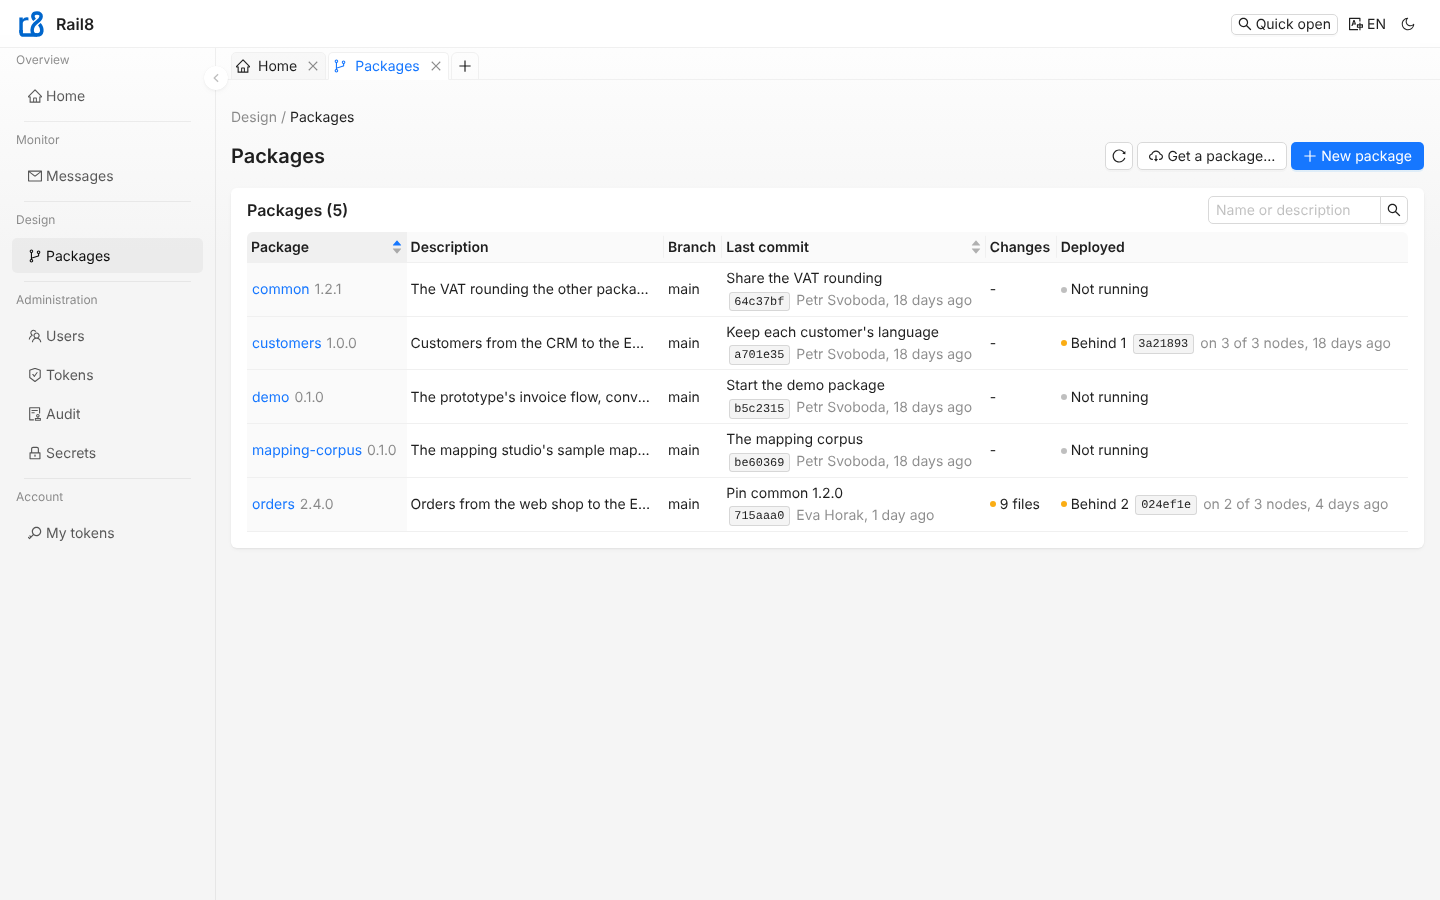 Rail8
Quick open
EN
Overview
Home
Monitor
Messages
Design
Packages
Administration
Users
Tokens
Audit
Secrets
Account
My tokens
Home
Packages
Design / Packages
Packages
Get a package...
New package
Packages (5)
Name or description
Package Description Branch Last commit Changes Deployed
common 1.2.1 The VAT rounding the other packa... main Share the VAT rounding - Not running
64c37bf Petr Svoboda, 18 days ago
customers 1.0.0 Customers from the CRM to the E... main Keep each customer's language - Behind 1 3a21893 on 3 of 3 nodes, 18 days ago
a701e35 Petr Svoboda, 18 days ago
demo 0.1.0 The prototype's invoice flow, conv... main Start the demo package - Not running
b5c2315 Petr Svoboda, 18 days ago
mapping-corpus 0.1.0 The mapping studio's sample map... main The mapping corpus - Not running
be60369 Petr Svoboda, 18 days ago
orders 2.4.0 Orders from the web shop to the E... main Pin common 1.2.0 9 files Behind 2 024ef1e on 2 of 3 nodes, 4 days ago
715aaa0 Eva Horak, 1 day ago